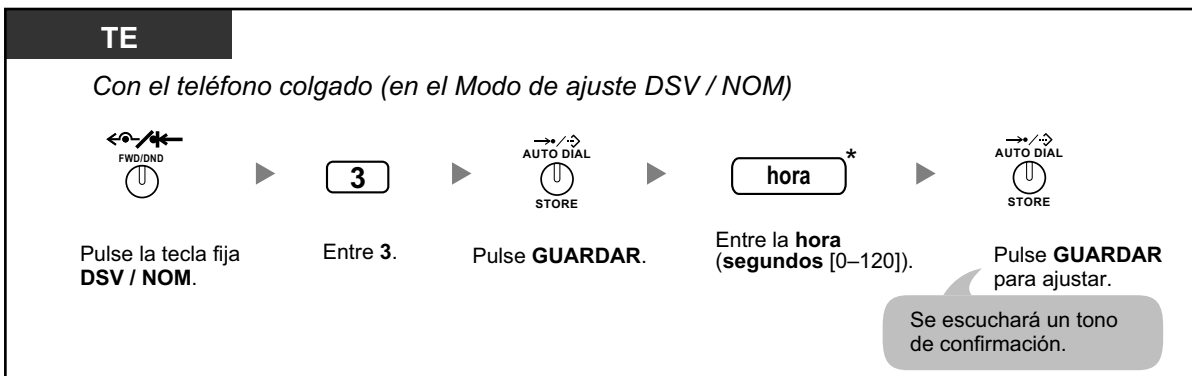 TE
Con el teléfono colgado (en el Modo de ajuste DSV / NOM)
FWD/DND
3
AUTO DIAL
STORE
hora*
AUTO DIAL
STORE
Pulse la tecla fija
DSV / NOM.
Entre 3.
Pulse GUARDAR.
Entre la hora
(segundos [0–120]).
Pulse GUARDAR
para ajustar.
Se escuchará un tono
de confirmación.